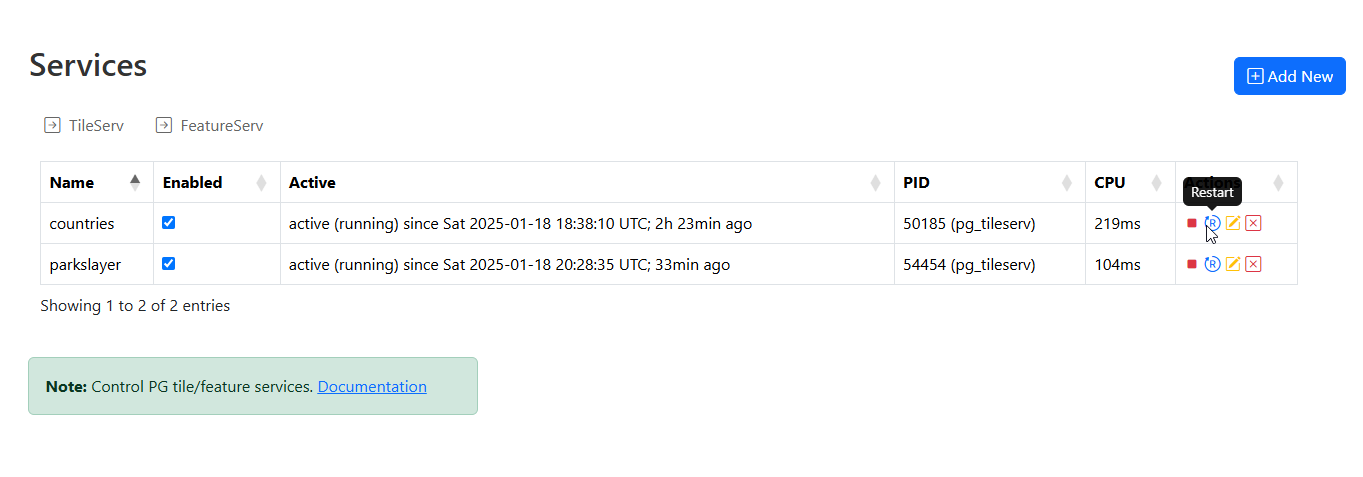 Services
Add New
TileServ FeatureServ
Name Enabled Active PID CPU Actions
Restart
countries active (running) since Sat 2025-01-18 18:38:10 UTC; 2h 23min ago 50185 (pg_tileserv) 219ms R
parkslayer active (running) since Sat 2025-01-18 20:28:35 UTC; 33min ago 54454 (pg_tileserv) 104ms R
Showing 1 to 2 of 2 entries
Note: Control PG tile/feature services. Documentation